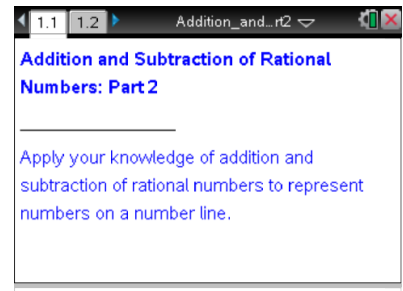 1.1 1.2 Addition_and…rt2
Addition and Subtraction of Rational
Numbers: Part 2
Apply your knowledge of addition and
subtraction of rational numbers to represent
numbers on a number line.